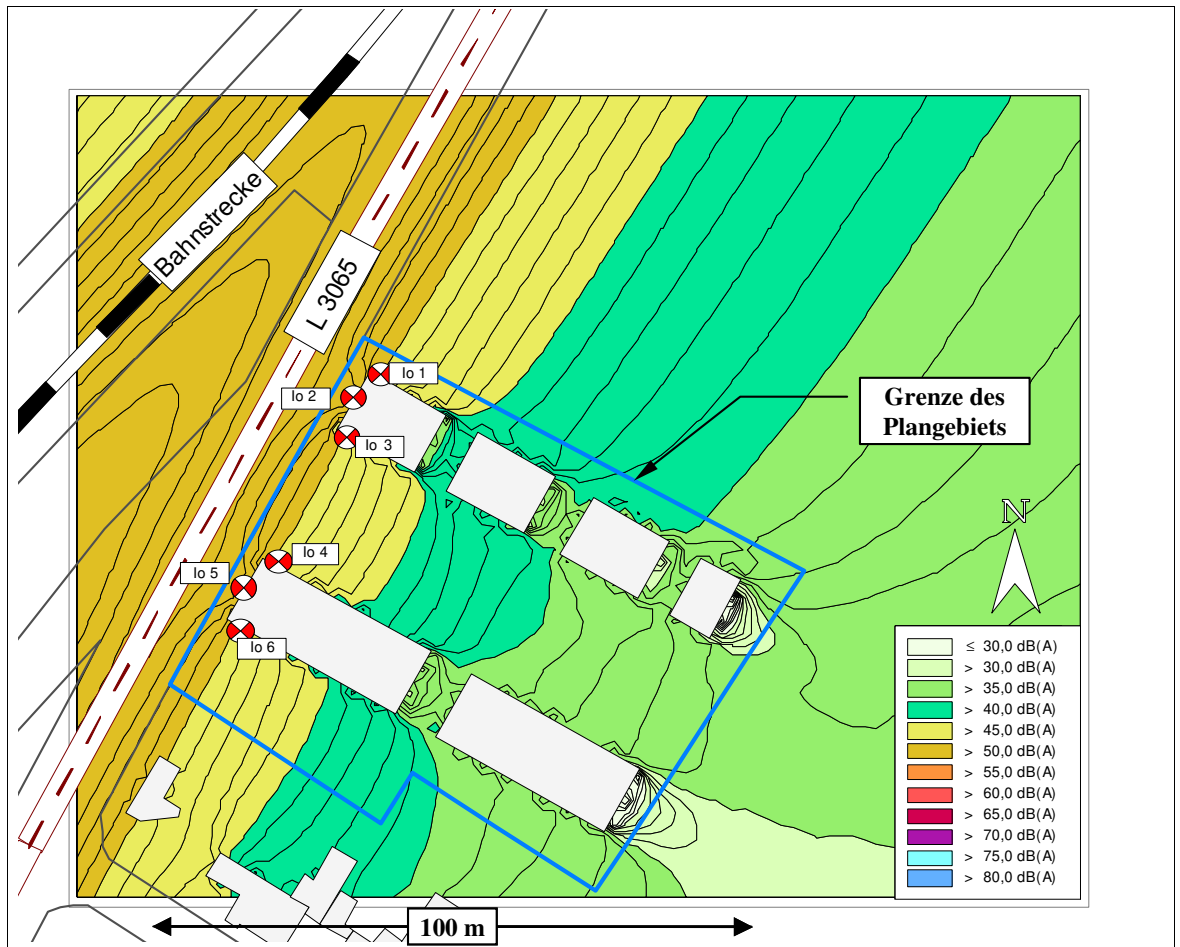 Bahnstrecke
L 3065
Io 1
Io 2
Io 3
Grenze des
Plangebiets
N
Io 4
Io 5
Io 6
≤ 30,0 dB(A)
> 30,0 dB(A)
> 35,0 dB(A)
> 40,0 dB(A)
> 45,0 dB(A)
> 50,0 dB(A)
> 55,0 dB(A)
> 60,0 dB(A)
> 65,0 dB(A)
> 70,0 dB(A)
> 75,0 dB(A)
> 80,0 dB(A)
100 m